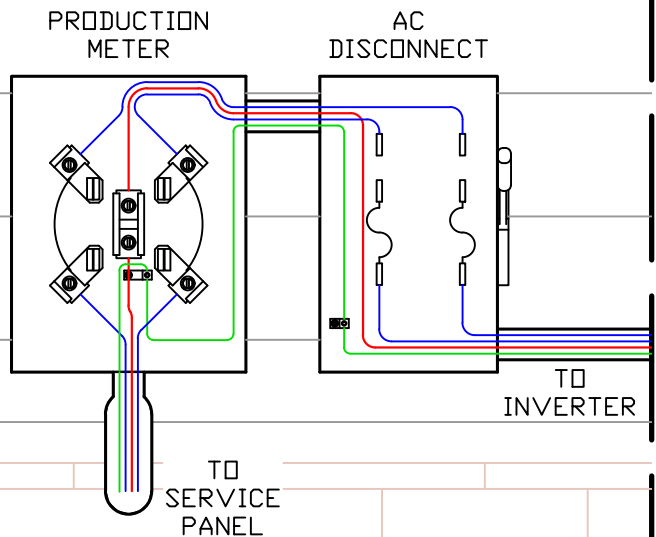 PRODUCTION
METER
AC
DISCONNECT
TO
INVERTER
TO
SERVICE
PANEL